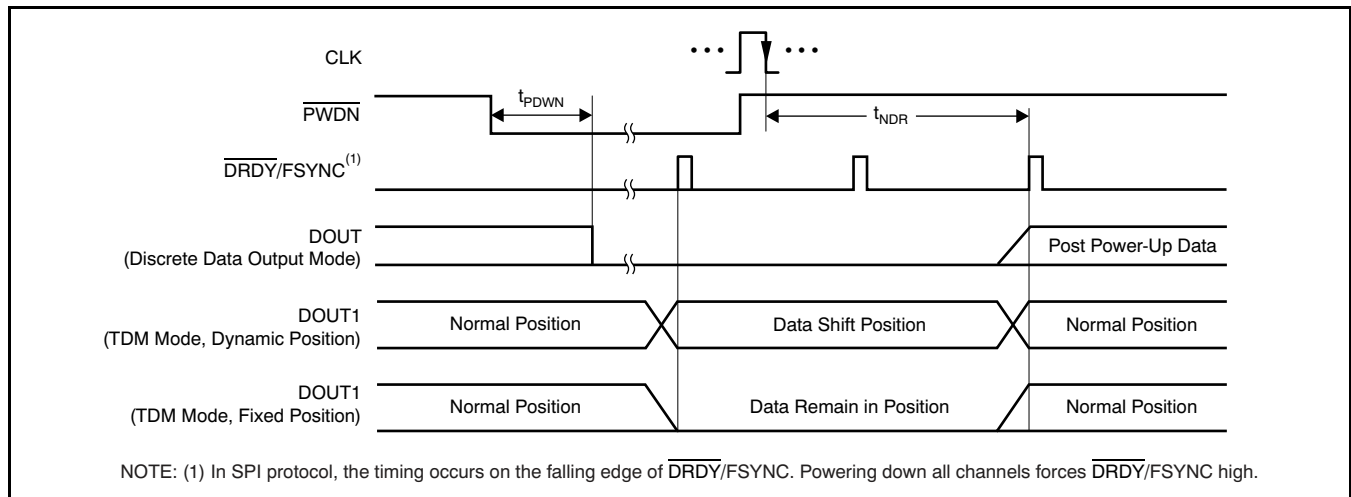 CLK
PWDN
tPDWN
tNDR
DRDY/FSYNC(1)
DOUT
(Discrete Data Output Mode)
Post Power-Up Data
DOUT1
(TDM Mode, Dynamic Position)
Normal Position
Data Shift Position
Normal Position
DOUT1
(TDM Mode, Fixed Position)
Normal Position
Data Remain in Position
Normal Position
NOTE: (1) In SPI protocol, the timing occurs on the falling edge of DRDY/FSYNC. Powering down all channels forces DRDY/FSYNC high.